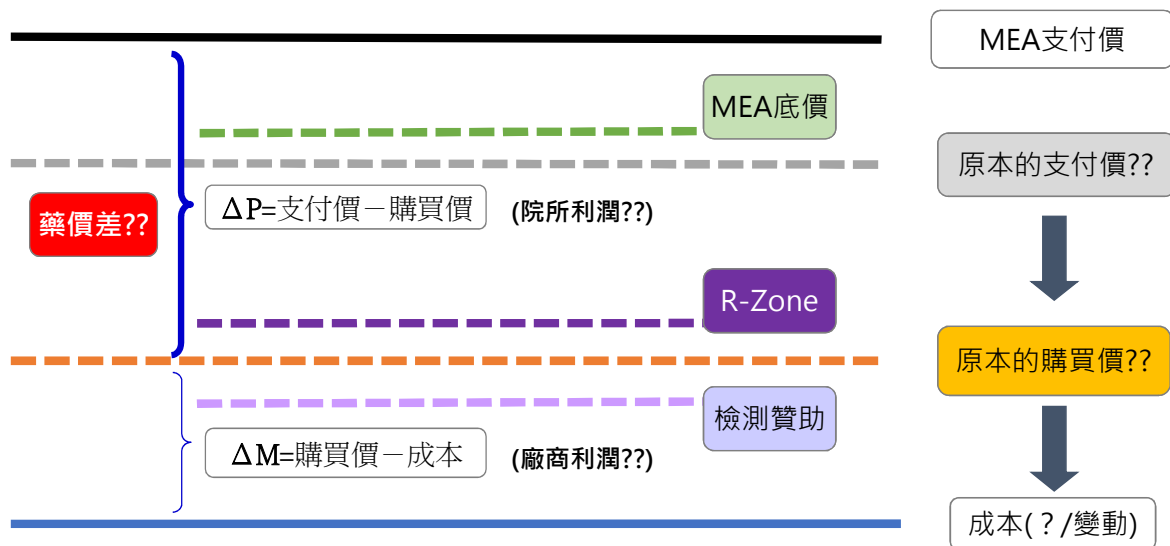 MEA支付價
MEA底價
原本的支付價??
藥價差??
ΔP=支付價－購買價
(院所利潤??)
R-Zone
原本的購買價??
檢測贊助
ΔM=購買價－成本
(廠商利潤??)
成本(？/變動)